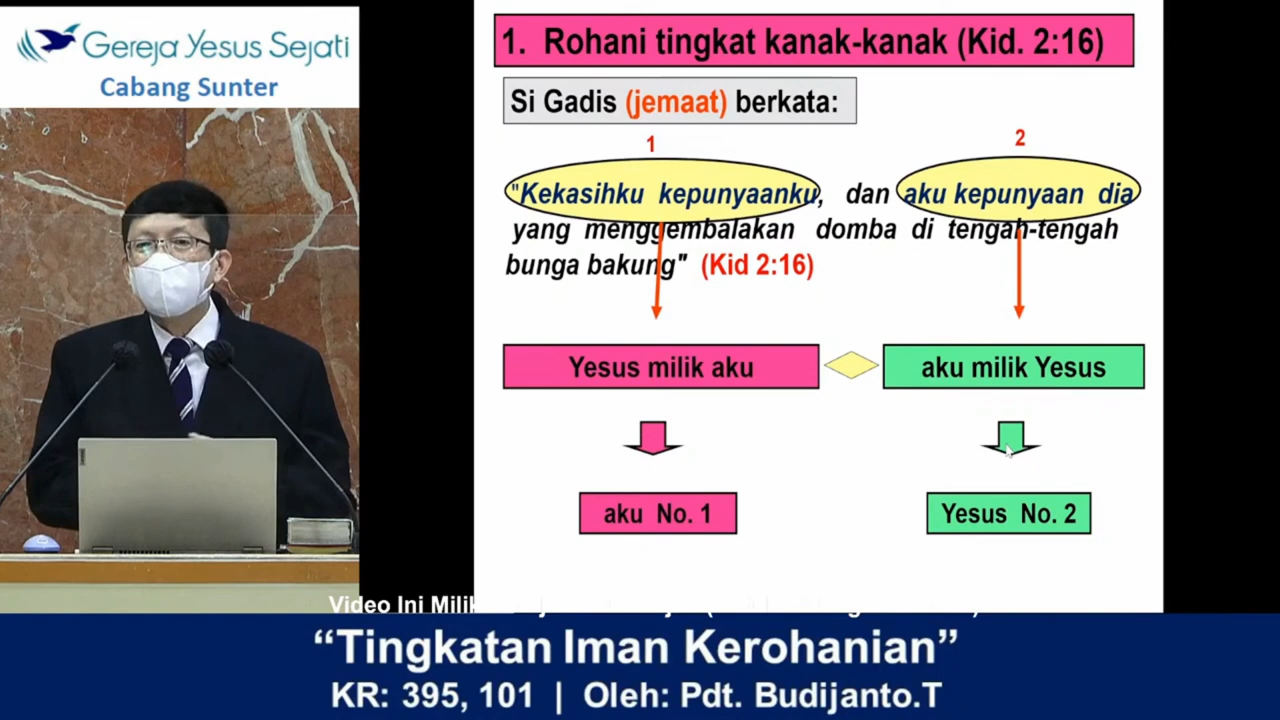 Gereja Yesus Sejati
Cabang Sunter
1. Rohani tingkat kanak-kanak (Kid. 2:16)
Si Gadis (jemaat) berkata:
1
2
"Kekasihku kepunyaanku, dan aku kepunyaan dia
yang menggembalakan domba di tengah-tengah
bunga bakung" (Kid 2:16)
Yesus milik aku
aku milik Yesus
aku No. 1
Yesus No. 2
Video Ini Milik
“Tingkatan Iman Kerohanian”
KR: 395, 101 | Oleh: Pdt. Budijanto.T